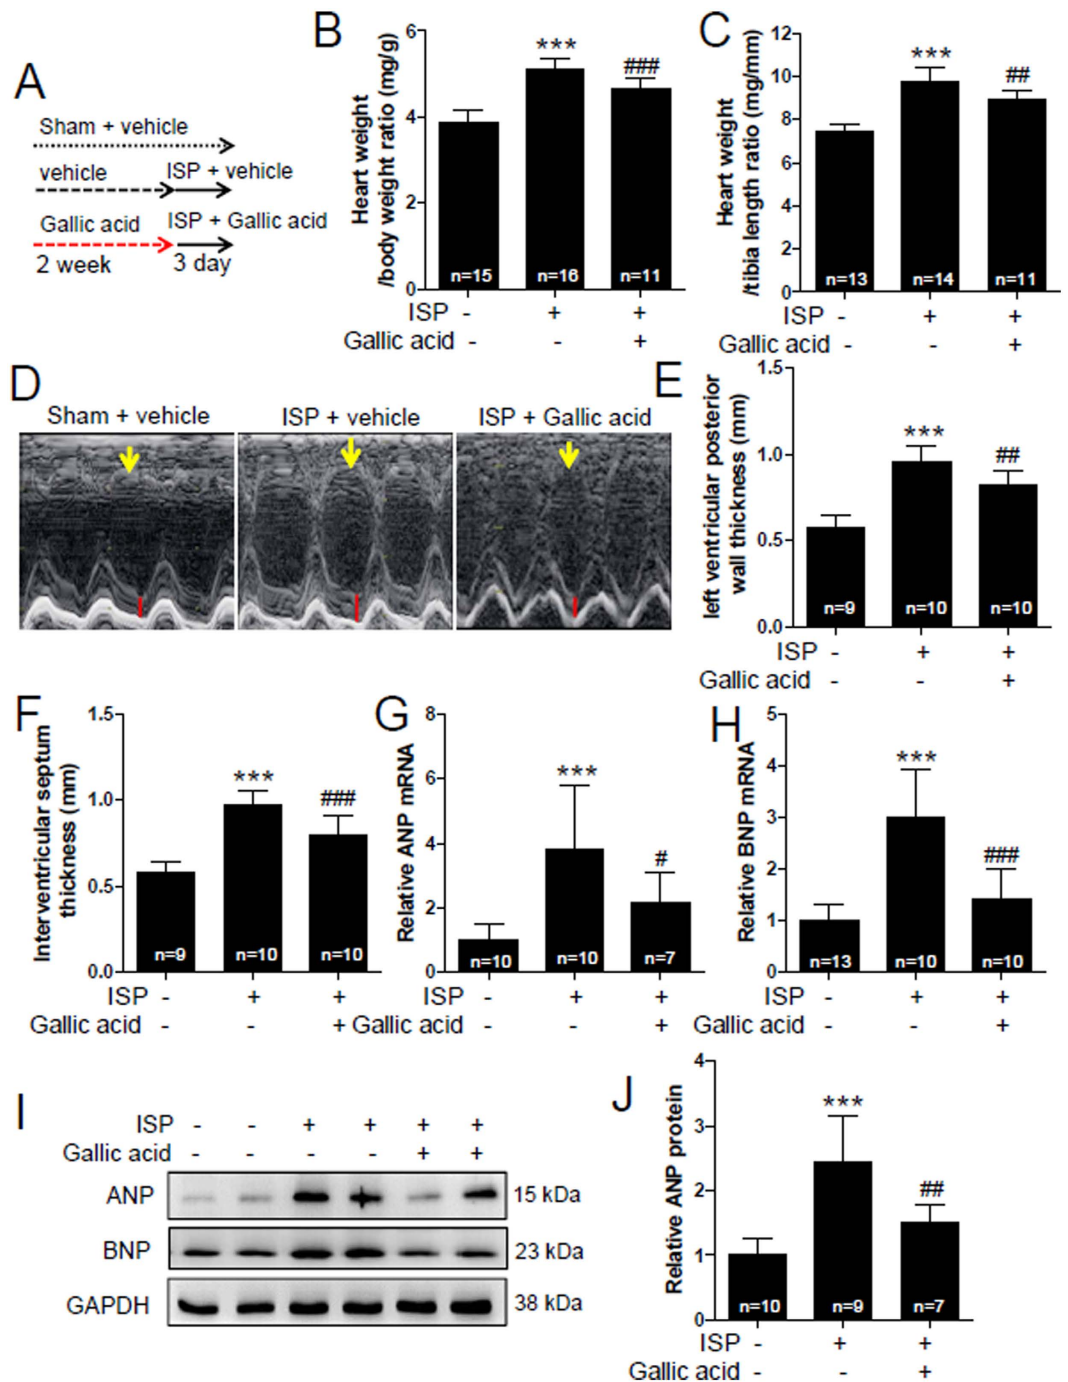 A
Sham + vehicle
vehicle
ISP + vehicle
Gallic acid
ISP + Gallic acid
2 week
3 day
B
Heart weight
/body weight ratio (mg/g)
6
4
2
0
***
###
n=15
n=16
n=11
ISP - + +
Gallic acid - - +
C
Heart weight
/tibia length ratio (mg/mm)
12
10
8
6
4
2
0
***
##
n=13
n=14
n=11
ISP - + +
Gallic acid - - +
D
Sham + vehicle
ISP + vehicle
ISP + Gallic acid
E
left ventricular posterior
wall thickness (mm)
1.5
1.0
0.5
0.0
***
##
n=9
n=10
n=10
ISP - + +
Gallic acid - - +
F
Interventricular septum
thickness (mm)
1.5
1.0
0.5
0.0
***
###
n=9
n=10
n=10
ISP - + +
Gallic acid - - +
G
Relative ANP mRNA
8
6
4
2
0
***
#
n=10
n=10
n=7
ISP - + +
Gallic acid - - +
H
Relative BNP mRNA
5
4
3
2
1
0
***
###
n=13
n=10
n=10
ISP - + +
Gallic acid - - +
I
ISP - - + + + +
Gallic acid - - - - + +
ANP 15 kDa
BNP 23 kDa
GAPDH 38 kDa
J
Relative ANP protein
4
3
2
1
0
***
##
n=10
n=9
n=7
ISP - + +
Gallic acid - - +